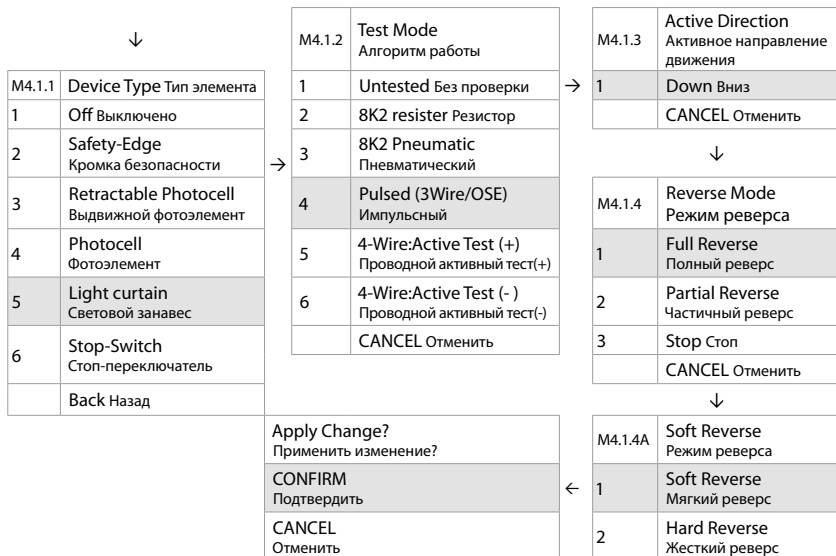 ↓
M4.1.1 Device Type Тип элемента
1 Off Выключено
2 Safety-Edge
Кромка безопасности
3 Retractable Photocell
Выдвижной фотоэлемент
4 Photocell
Фотоэлемент
5 Light curtain
Световой занавес
6 Stop-Switch
Стоп-переключатель
Back Назад
→
M4.1.2 Test Mode
Алгоритм работы
1 Untested Без проверки
2 8K2 resister Резистор
3 8K2 Pneumatic
Пневматический
4 Pulsed (3Wire/OSE)
Импульсный
5 4-Wire:Active Test (+)
Проводной активный тест(+)
6 4-Wire:Active Test (- )
Проводной активный тест(-)
CANCEL Отменить
→
M4.1.3 Active Direction
Активное направление
движения
1 Down Вниз
CANCEL Отменить
↓
M4.1.4 Reverse Mode
Режим реверса
1 Full Reverse
Полный реверс
2 Partial Reverse
Частичный реверс
3 Stop Стоп
CANCEL Отменить
↓
M4.1.4A Soft Reverse
Режим реверса
1 Soft Reverse
Мягкий реверс
2 Hard Reverse
Жесткий реверс
←
Apply Change?
Применить изменение?
CONFIRM
Подтвердить
CANCEL
Отменить